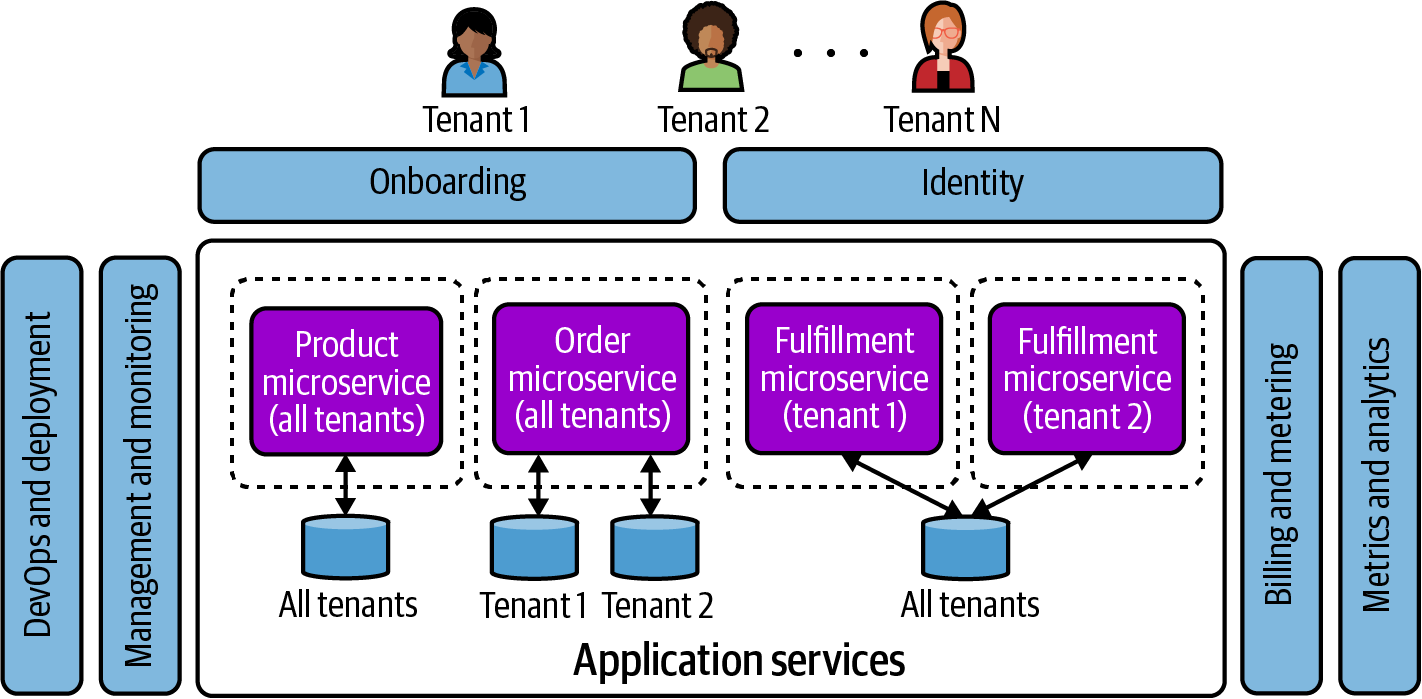 Tenant 1
Tenant 2
Tenant N
Onboarding
Identity
DevOps and deployment
Management and monitoring
Product
microservice
(all tenants)
Order
microservice
(all tenants)
Fulfillment
microservice
(tenant 1)
Fulfillment
microservice
(tenant 2)
All tenants
Tenant 1
Tenant 2
All tenants
Application services
Billing and metering
Metrics and analytics